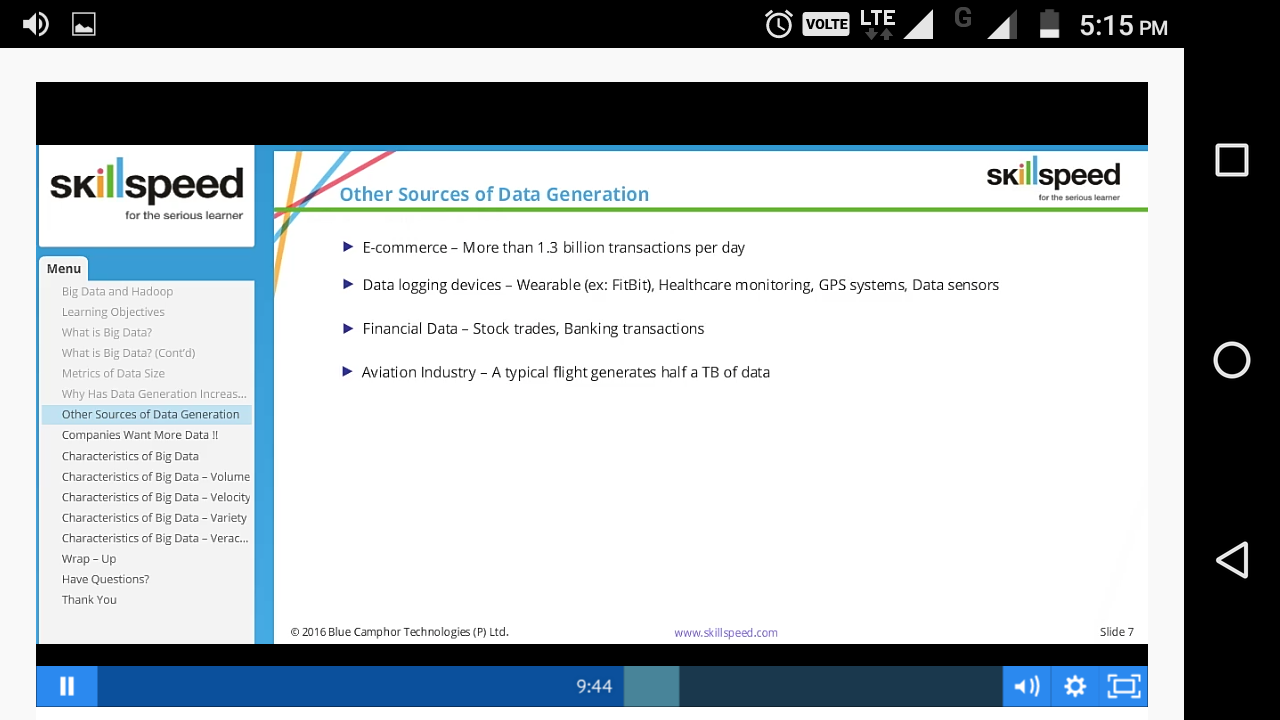 VOLTE LTE G 5:15 PM
skillspeed
for the serious learner
Menu
Big Data and Hadoop
Learning Objectives
What is Big Data?
What is Big Data? (Cont'd)
Metrics of Data Size
Why Has Data Generation Increas...
Other Sources of Data Generation
Companies Want More Data !!
Characteristics of Big Data
Characteristics of Big Data – Volume
Characteristics of Big Data – Velocity
Characteristics of Big Data – Variety
Characteristics of Big Data – Verac...
Wrap – Up
Have Questions?
Thank You
Other Sources of Data Generation
skillspeed
for the serious learner
E-commerce – More than 1.3 billion transactions per day
Data logging devices – Wearable (ex: FitBit), Healthcare monitoring, GPS systems, Data sensors
Financial Data – Stock trades, Banking transactions
Aviation Industry – A typical flight generates half a TB of data
© 2016 Blue Camphor Technologies (P) Ltd. www.skillspeed.com Slide 7
9:44